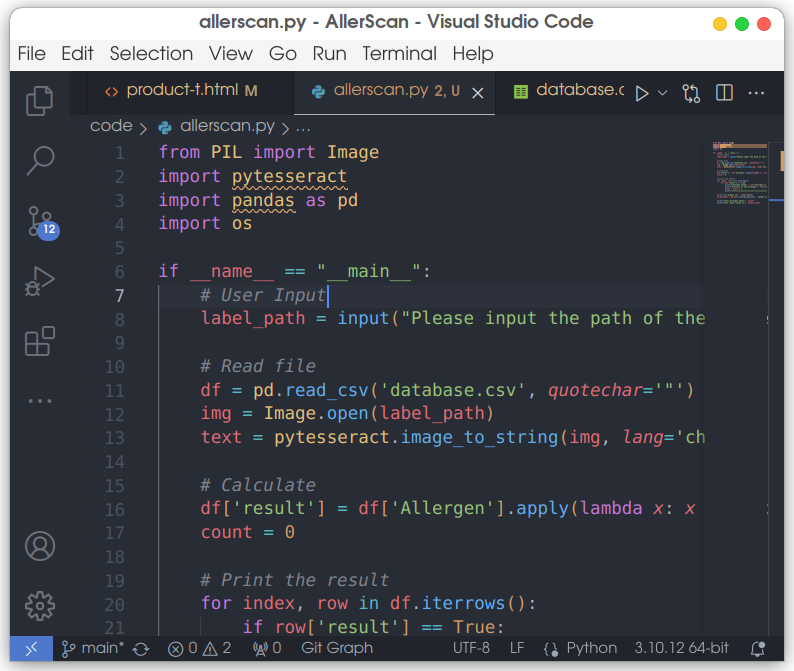 allerscan.py - AllerScan - Visual Studio Code
File Edit Selection View Go Run Terminal Help
<> product-t.html M allerscan.py 2, U × database.c
code > allerscan.py > ...
1 from PIL import Image
2 import pytesseract
3 import pandas as pd
4 import os
5
6 if __name__ == "__main__":
7 # User Input
8 label_path = input("Please input the path of the
9
10 # Read file
11 df = pd.read_csv('database.csv', quotechar='"')
12 img = Image.open(label_path)
13 text = pytesseract.image_to_string(img, lang='ch
14
15 # Calculate
16 df['result'] = df['Allergen'].apply(lambda x: x
17 count = 0
18
19 # Print the result
20 for index, row in df.iterrows():
21 if row['result'] == True:
12
main* 0 2 0 Git Graph UTF-8 LF {} Python 3.10.12 64-bit